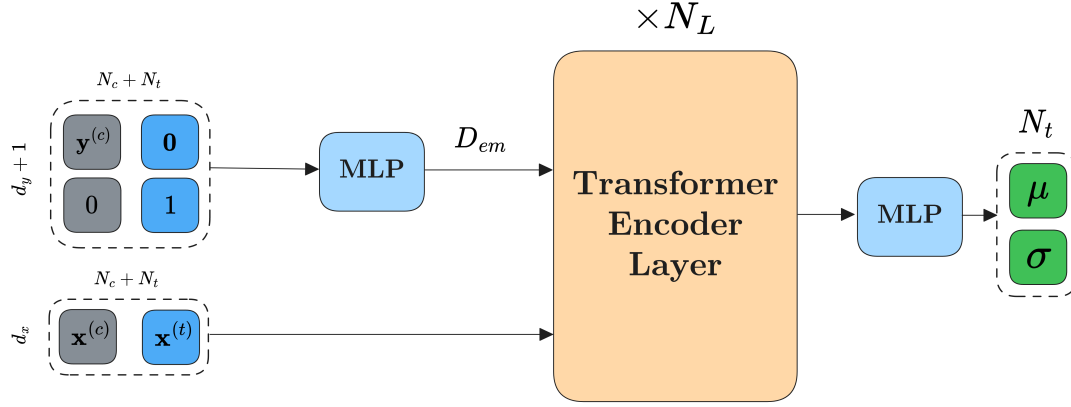 × N_L
N_c + N_t
d_y + 1
y^(c)
0
0
1
MLP
D_em
Transformer
Encoder
Layer
MLP
N_t
μ
σ
N_c + N_t
d_x
x^(c)
x^(t)